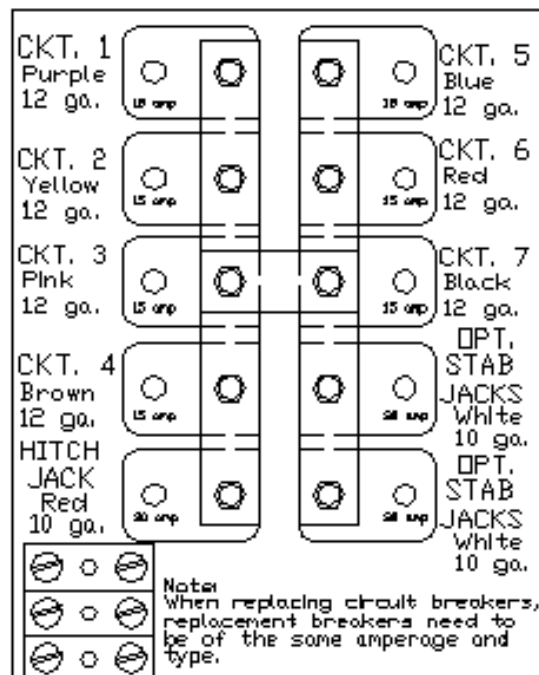 CKT. 1
Purple
12 ga.
CKT. 2
Yellow
12 ga.
15 amp
CKT. 3
Pink
12 ga.
15 amp
CKT. 4
Brown
12 ga.
15 amp
HITCH
JACK
Red
10 ga.
30 amp
CKT. 5
Blue
12 ga.
CKT. 6
Red
12 ga.
15 amp
CKT. 7
Black
12 ga.
15 amp
OPT.
STAB
JACKS
White
10 ga.
amp
OPT.
STAB
JACKS
White
10 ga.
amp
Note:
When replacing circuit breakers,
replacement breakers need to
be of the same amperage and
type.